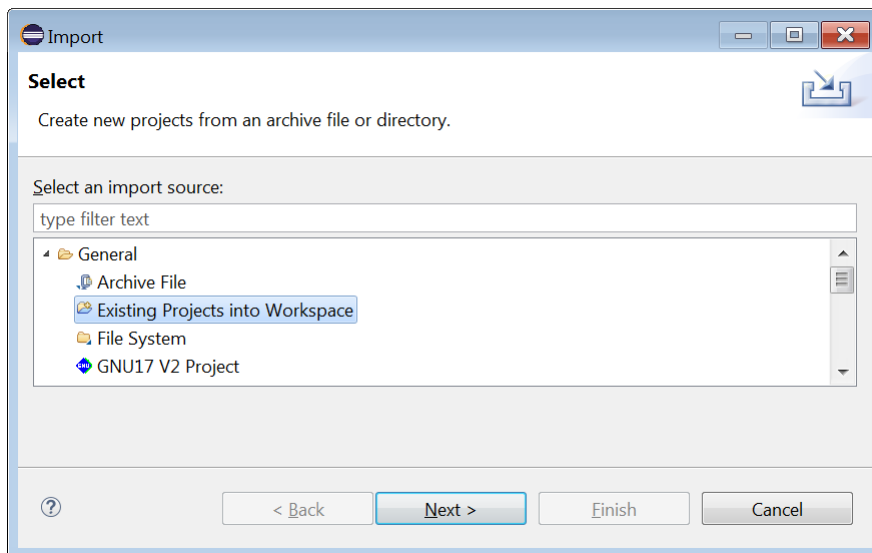 Import
Select
Create new projects from an archive file or directory.
Select an import source:
type filter text
General
Archive File
Existing Projects into Workspace
File System
GNU17 V2 Project
? < Back Next > Finish Cancel